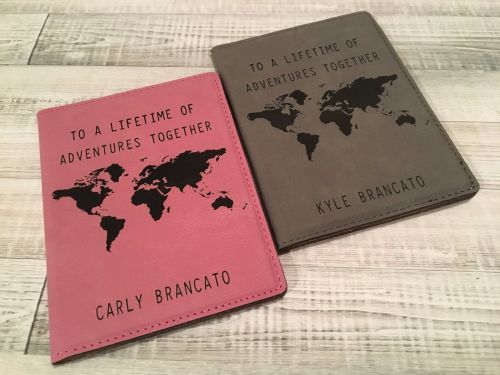 TO A LIFETIME OF
ADVENTURES TOGETHER
CARLY BRANCATO
TO A LIFETIME OF
ADVENTURES TOGETHER
KYLE BRANCATO